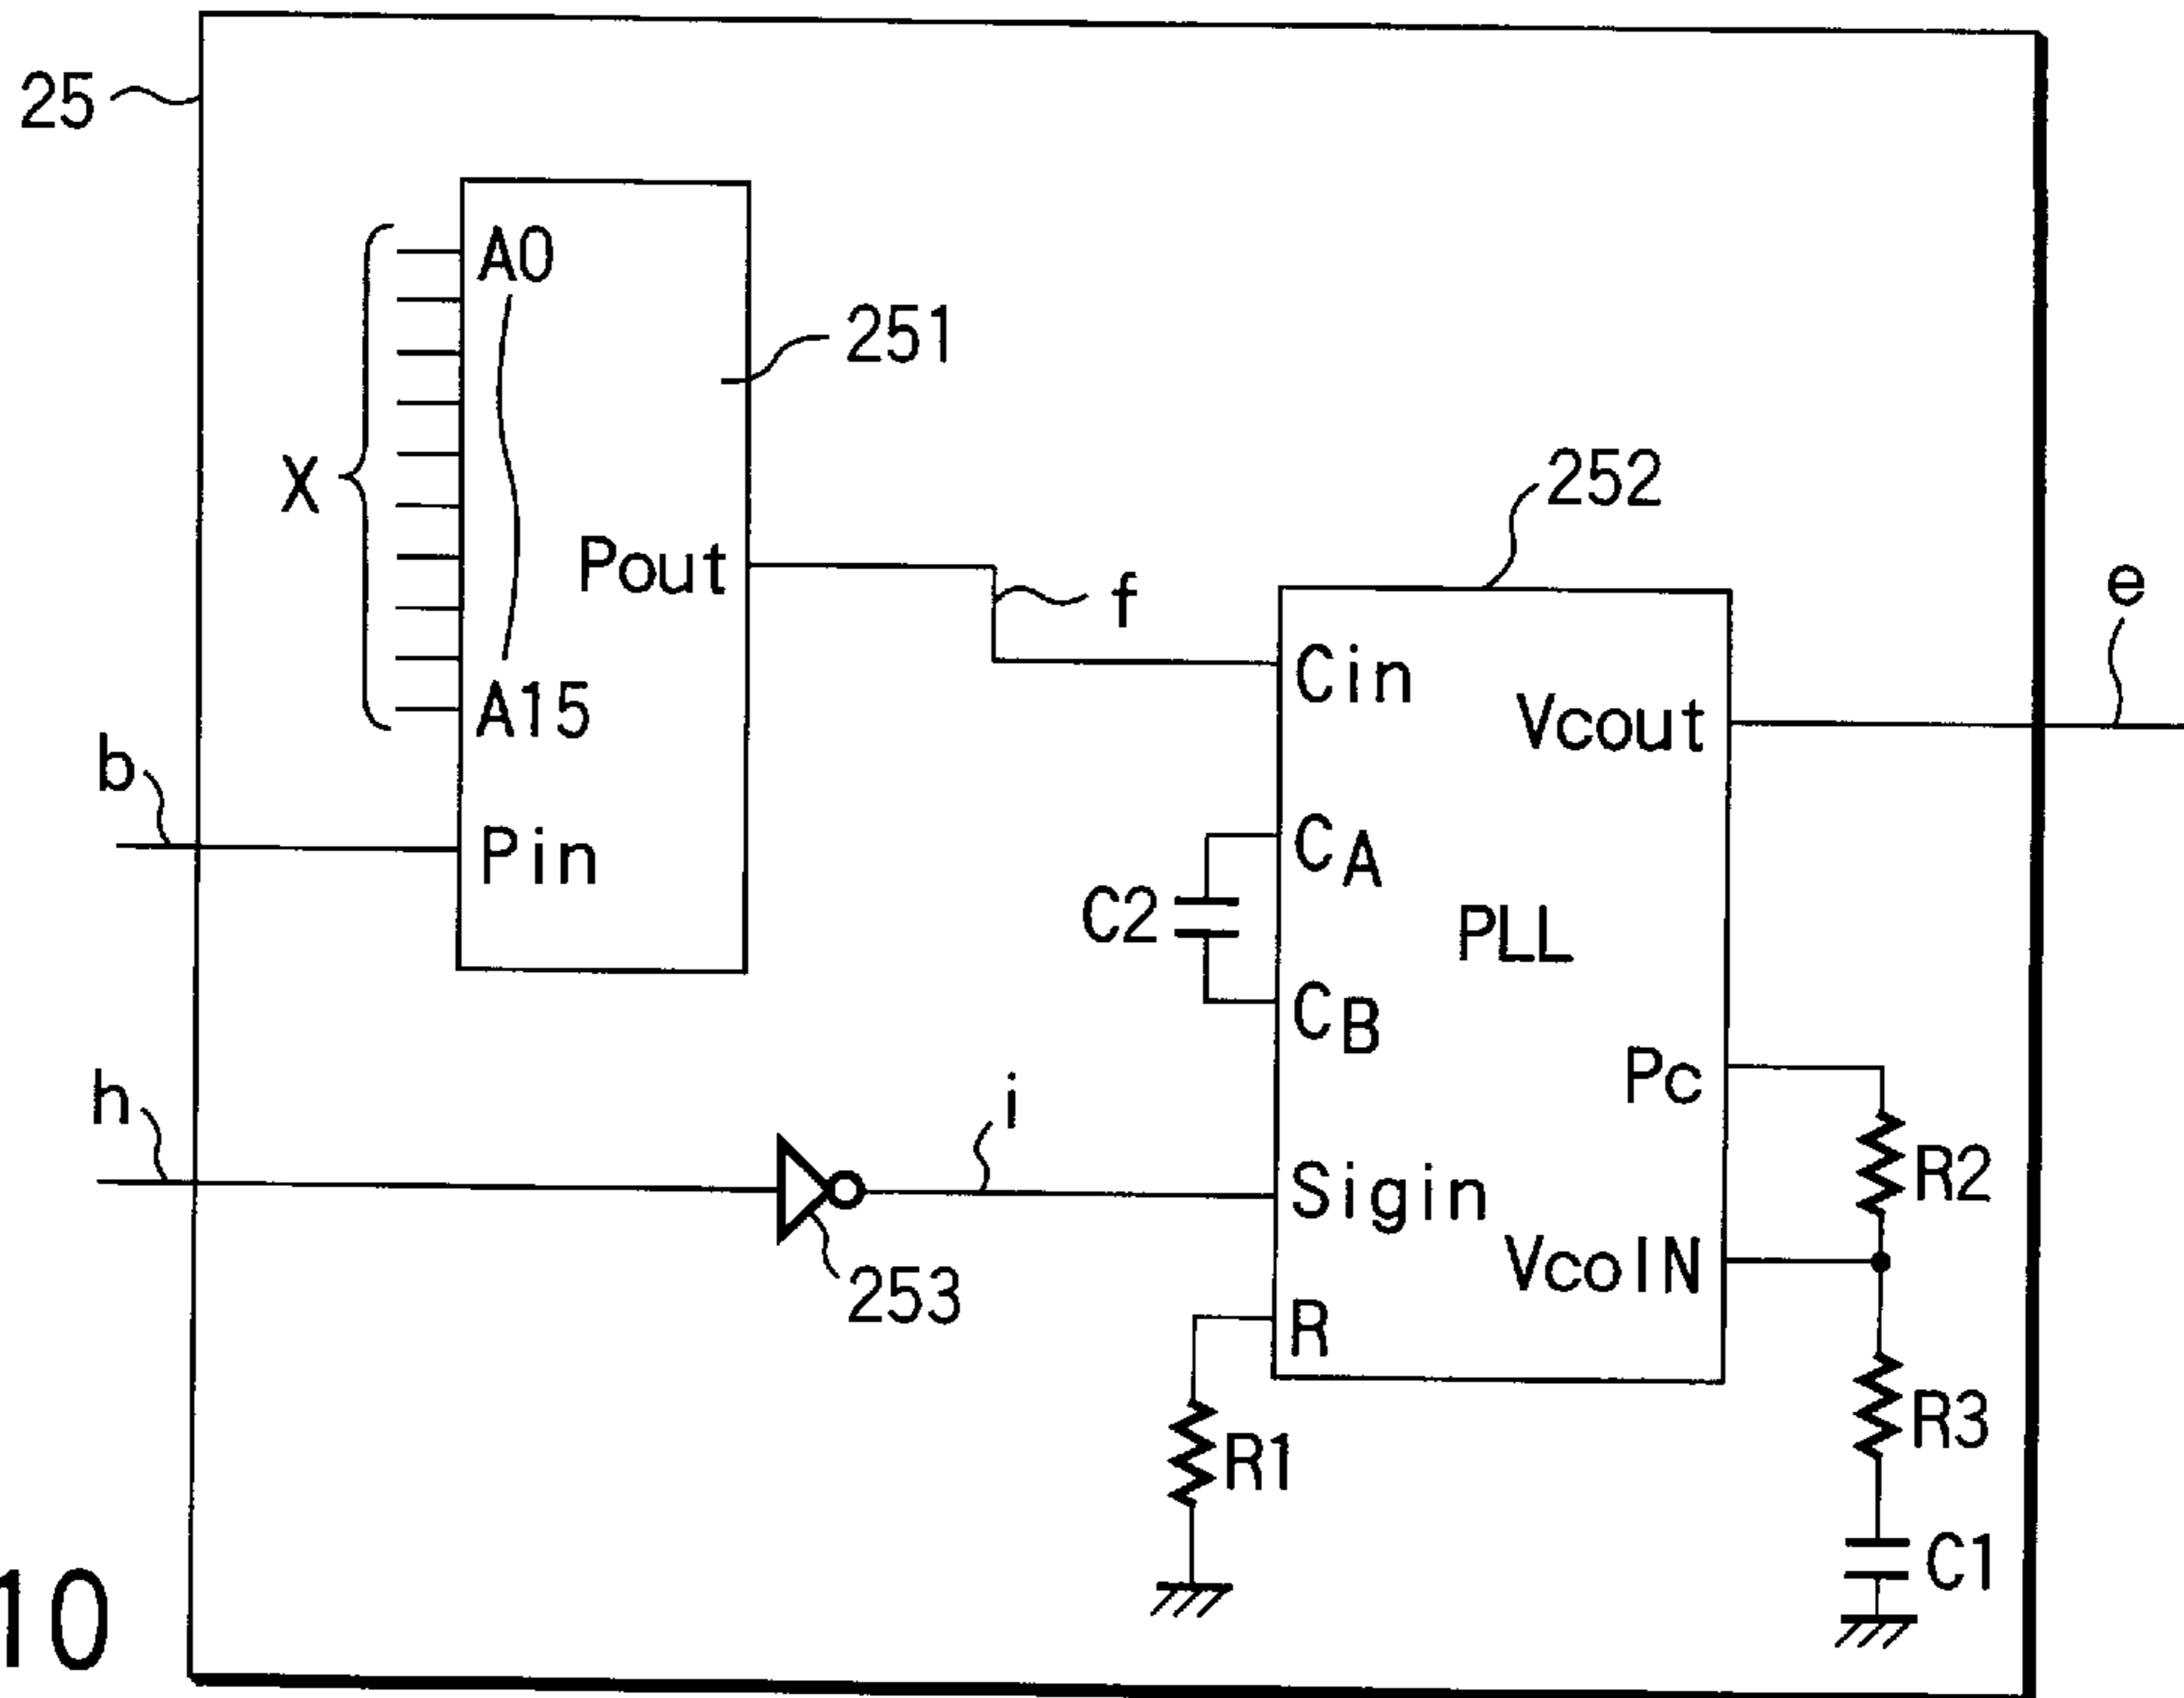 25
A0
251
X
252
Pout
f
e
Cin
A15
Vcout
b
Pin
CA
C2
PLL
CB
Pc
h
i
R2
Sigin
VcoIN
253
R
R3
R1
C1
10